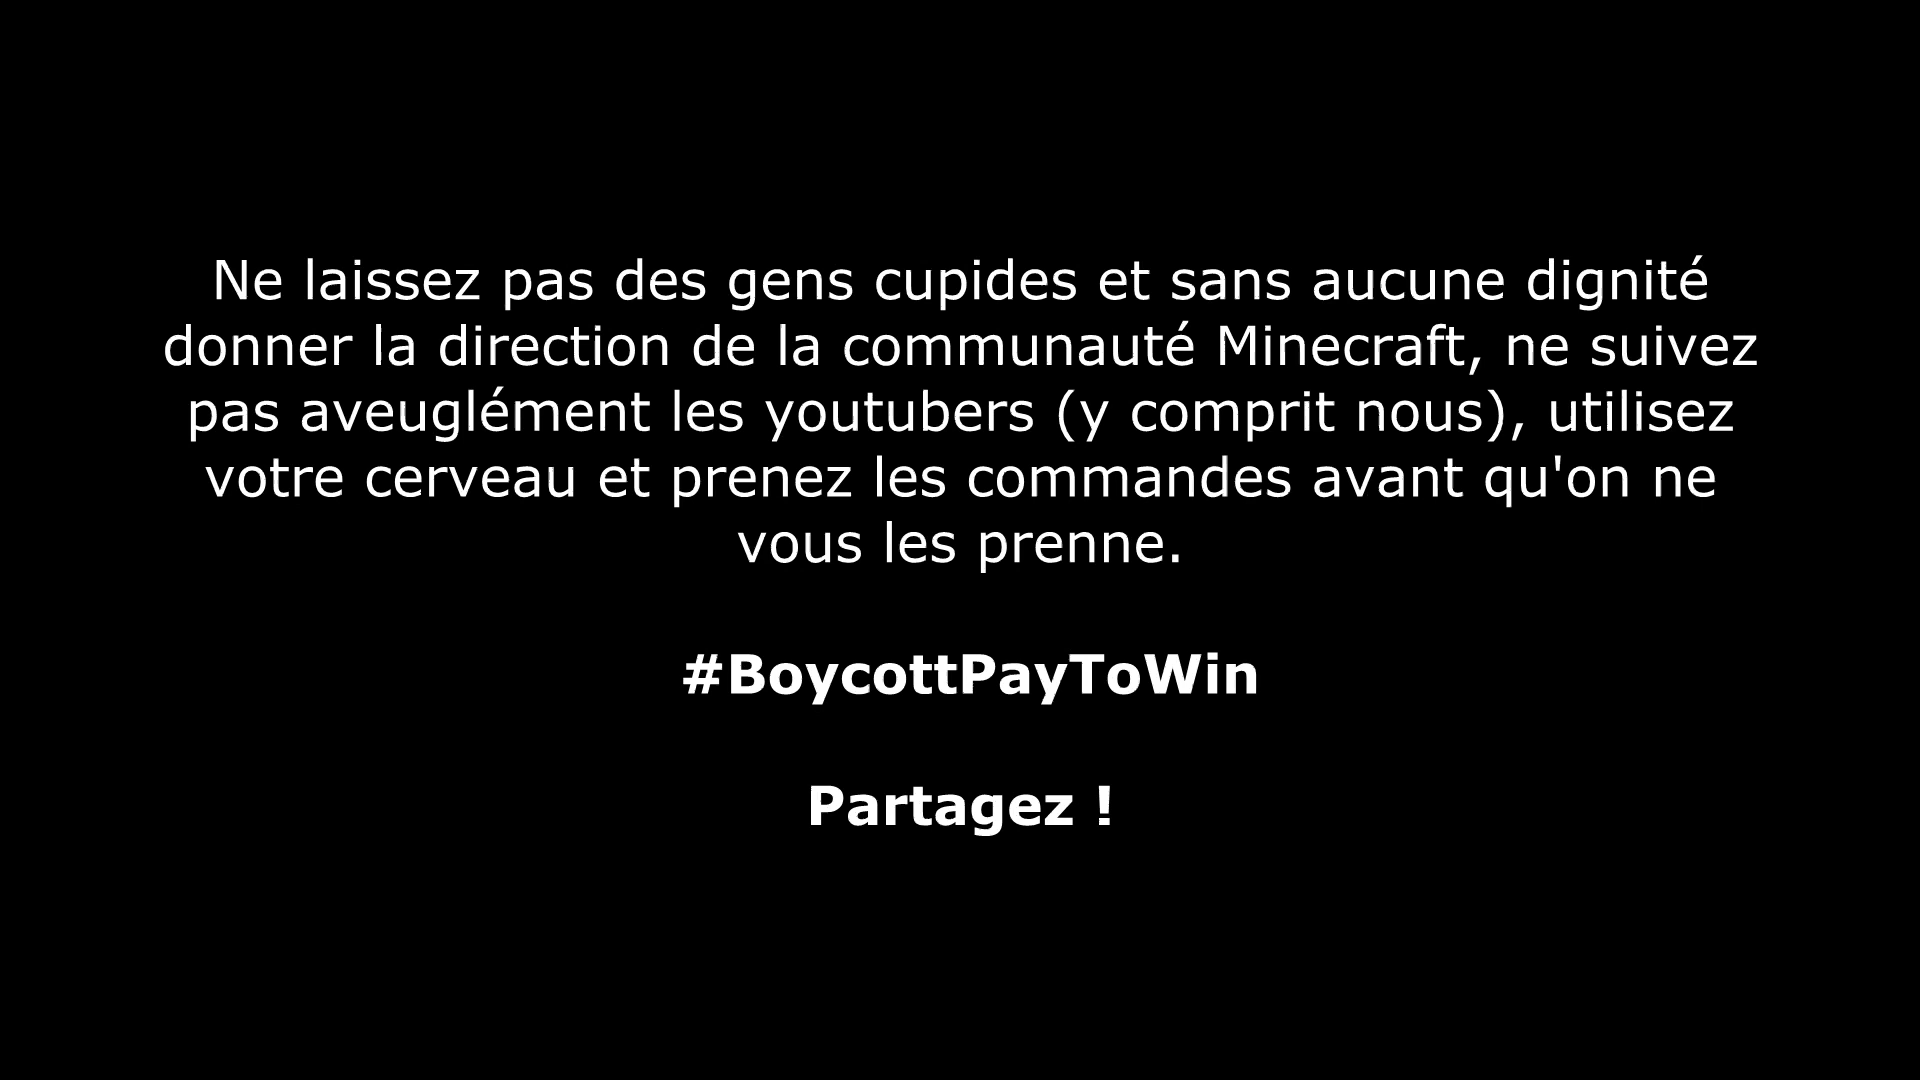 Ne laissez pas des gens cupides et sans aucune dignité
donner la direction de la communauté Minecraft, ne suivez
pas aveuglément les youtubers (y comprit nous), utilisez
votre cerveau et prenez les commandes avant qu'on ne
vous les prenne.
#BoycottPayToWin
Partagez !